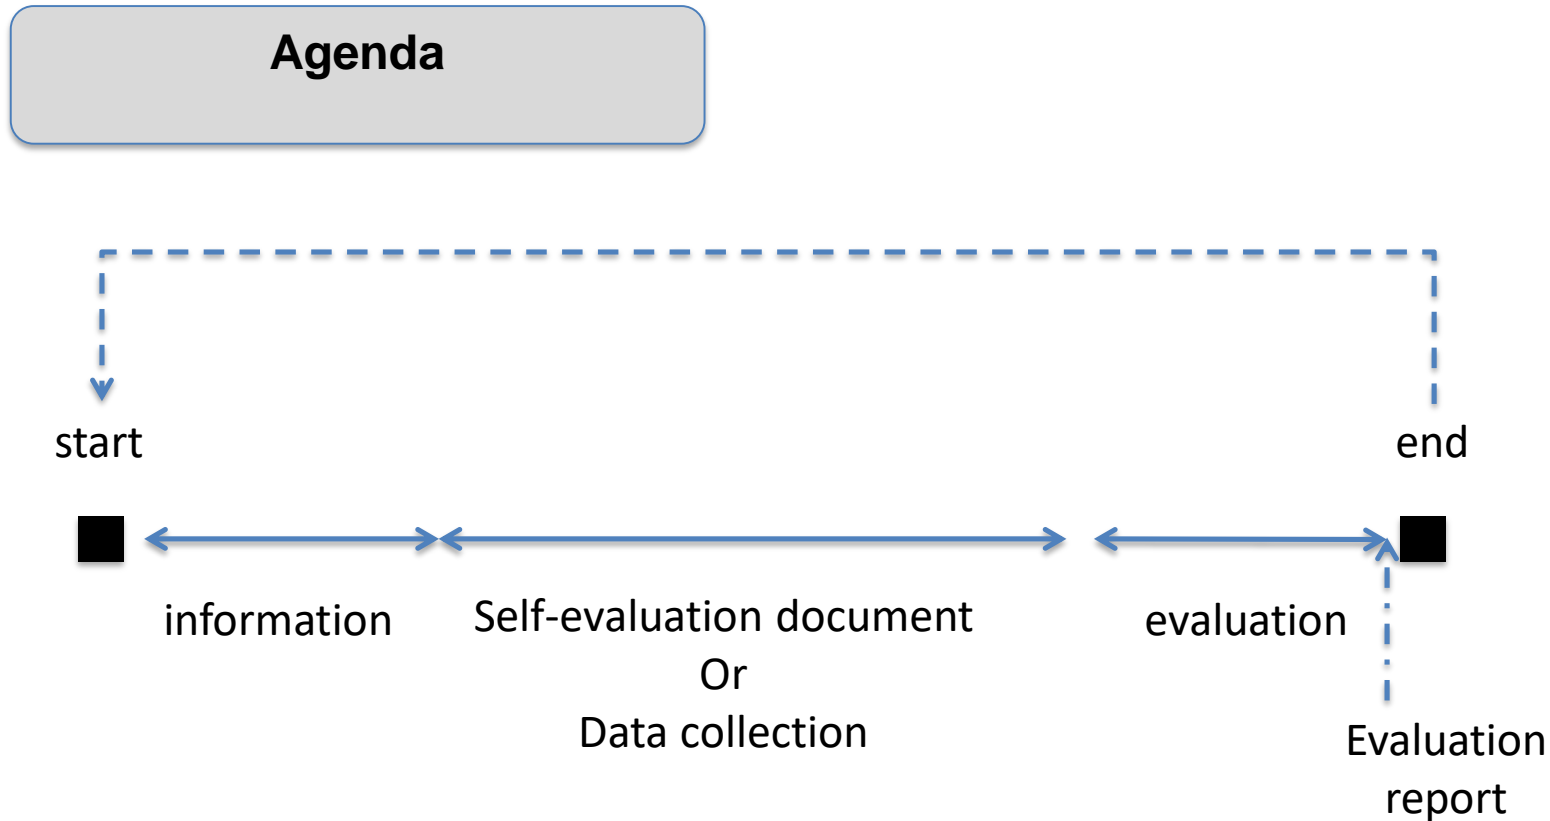 Agenda
start
end
information
Self-evaluation document
Or
Data collection
evaluation
Evaluation
report